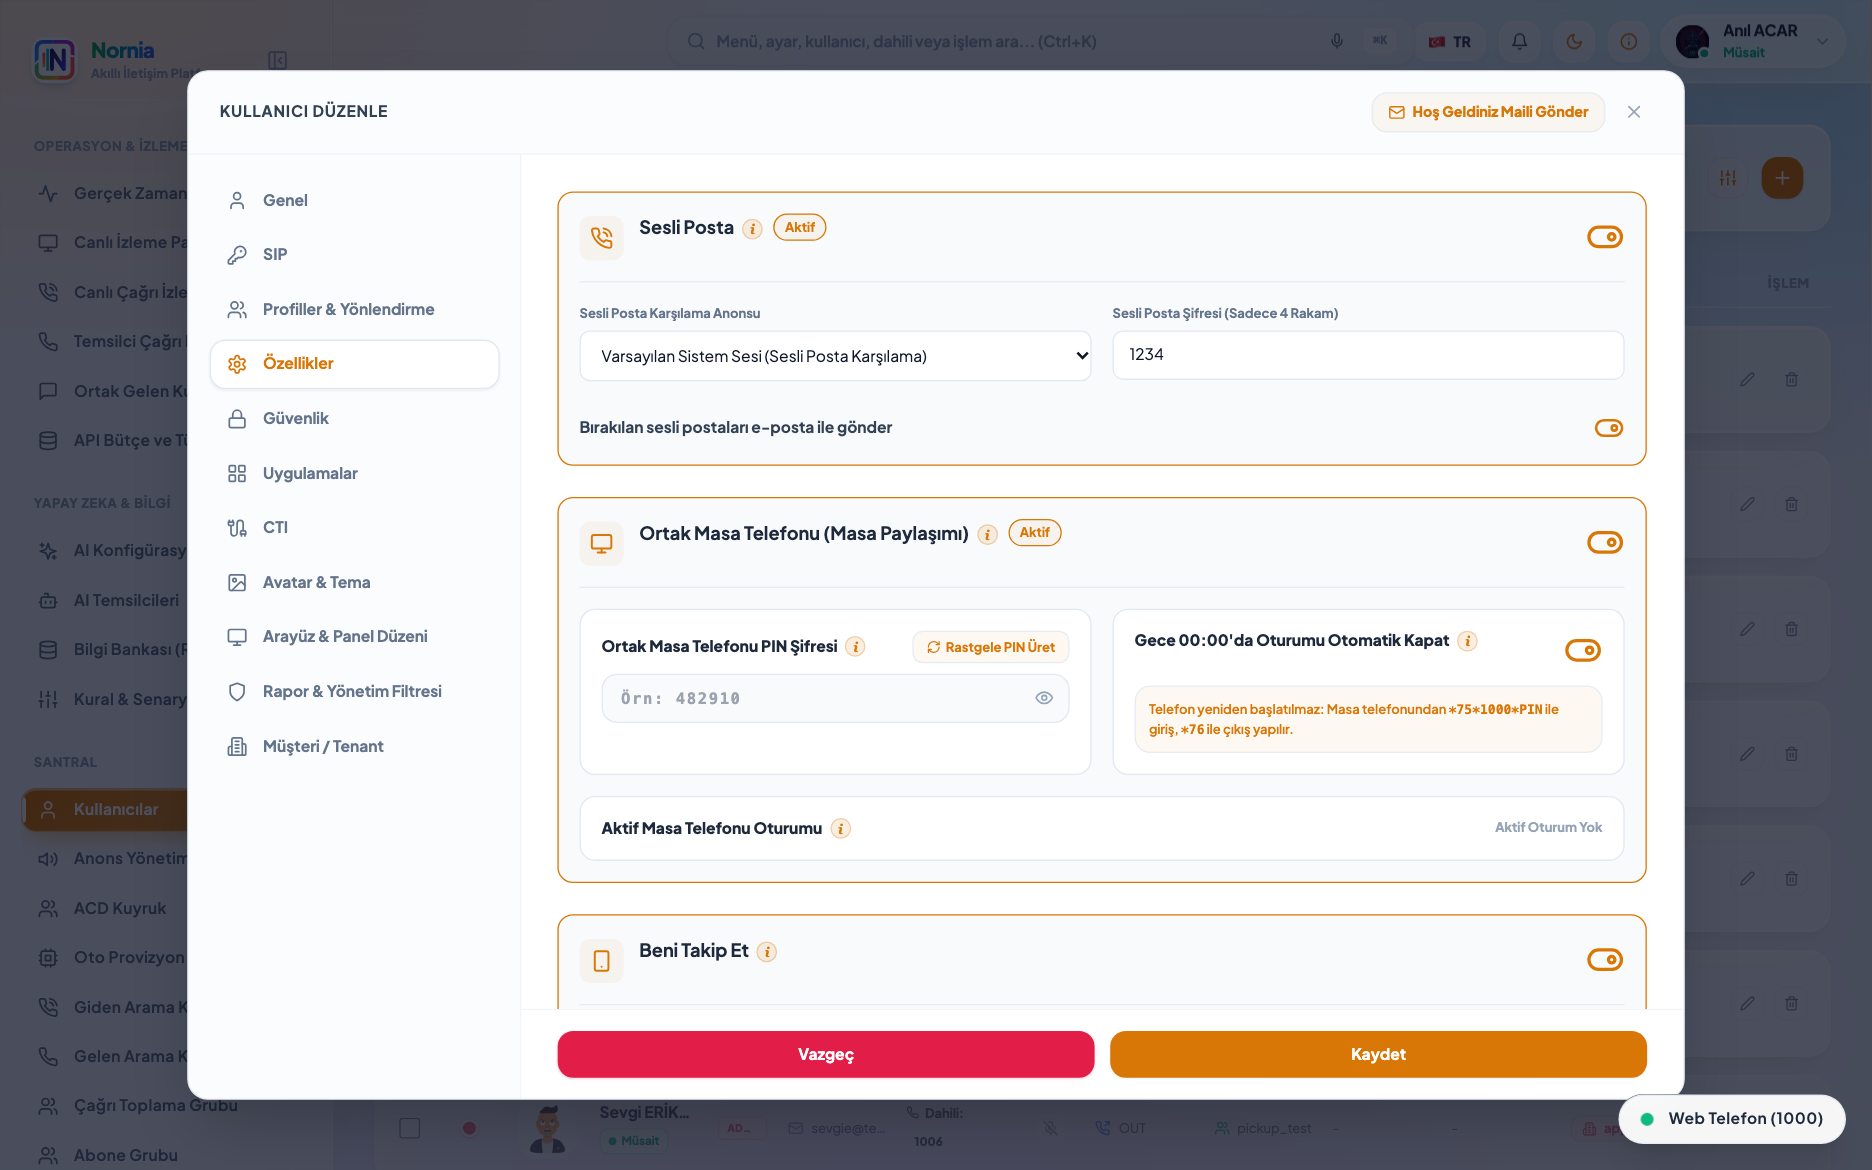 Nornia
Akıllı İletişim
Menü, ayar, kullanıcı, dahili veya işlem ara... (Ctrl+K)
⌘K
TR
Anıl ACAR
Müsait
KULLANICI DÜZENLE
Hoş Geldiniz Maili Gönder
OPERASYON & İZLEME
Gerçek Zaman
Canlı İzleme
Canlı Çağrı
Temsilci Çağrı
Ortak Gelen
API Bütçe ve
YAPAY ZEKA & BİLGİ
AI
AI Temsilcileri
Bilgi Bankası
Kural &
SANTRAL
Kullanıcılar
Anons
ACD Kuyruk
Oto Provizyon
Giden Arama
Gelen Arama
Çağrı Toplama Grubu
Abone Grubu
Genel
SIP
Profiller & Yönlendirme
Özellikler
Güvenlik
Uygulamalar
CTI
Avatar & Tema
Arayüz & Panel Düzeni
Rapor & Yönetim Filtresi
Müşteri / Tenant
Sesli Posta
Aktif
Sesli Posta Karşılama Anonsu
Varsayılan Sistem Sesi (Sesli Posta Karşılama)
Sesli Posta Şifresi (Sadece 4 Rakam)
1234
Bırakılan sesli postaları e-posta ile gönder
Ortak Masa Telefonu (Masa Paylaşımı)
Aktif
Ortak Masa Telefonu PIN Şifresi
Rastgele PIN Üret
Örn: 482910
Gece 00:00'da Oturumu Otomatik Kapat
Telefon yeniden başlatılmaz: Masa telefonundan *75*1000*PIN ile
giriş, *76 ile çıkış yapılır.
Aktif Masa Telefonu Oturumu
Aktif Oturum Yok
Beni Takip Et
Vazgeç
Kaydet
İŞLEM
Sevgi ERİK...
Müsait
AD...
sevgie@te...
Dahili:
1006
OUT
pickup_test
-
-
Web Telefon (1000)